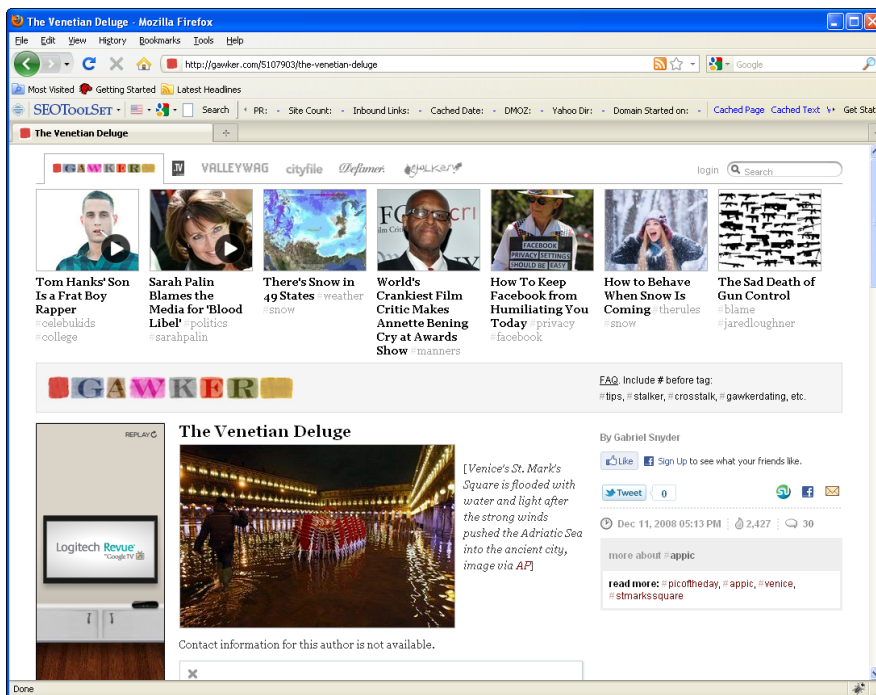 The Venetian Deluge - Mozilla Firefox
File Edit View History Bookmarks Tools Help
http://gawker.com/5107903/the-venetian-deluge
Google
Most Visited Getting Started Latest Headlines
SEOToolSet Search PR: - Site Count: - Inbound Links: - Cached Date: - DMOZ: - Yahoo Dir: - Domain Started on: - Cached Page Cached Text Get Stat
The Venetian Deluge
GAWKER .TV VALLEYWAG cityfile Defamer. login Search
FACEBOOK
PRIVACY SETTINGS
SHOULD BE EASY
Tom Hanks' Son
Is a Frat Boy
Rapper
#celebukids
#college
Sarah Palin
Blames the
Media for 'Blood
Libel' #politics
#sarahpalin
There's Snow in
49 States #weather
#snow
World's
Crankiest Film
Critic Makes
Annette Bening
Cry at Awards
Show #manners
How To Keep
Facebook from
Humiliating You
Today #privacy
#facebook
How to Behave
When Snow Is
Coming #therules
#snow
The Sad Death of
Gun Control
#blame
#jaredloughner
GAWKER
FAQ. Include # before tag:
#tips, #stalker, #crosstalk, #gawkerdating, etc.
REPLAY
Logitech Revue
Google TV
The Venetian Deluge
[Venice's St. Mark's
Square is flooded with
water and light after
the strong winds
pushed the Adriatic Sea
into the ancient city,
image via AP]
Contact information for this author is not available.
By Gabriel Snyder
Like Sign Up to see what your friends like.
Tweet 0
Dec 11, 2008 05:13 PM 2,427 30
more about #appic
read more: #picoftheday, #appic, #venice,
#stmarkssquare
Done